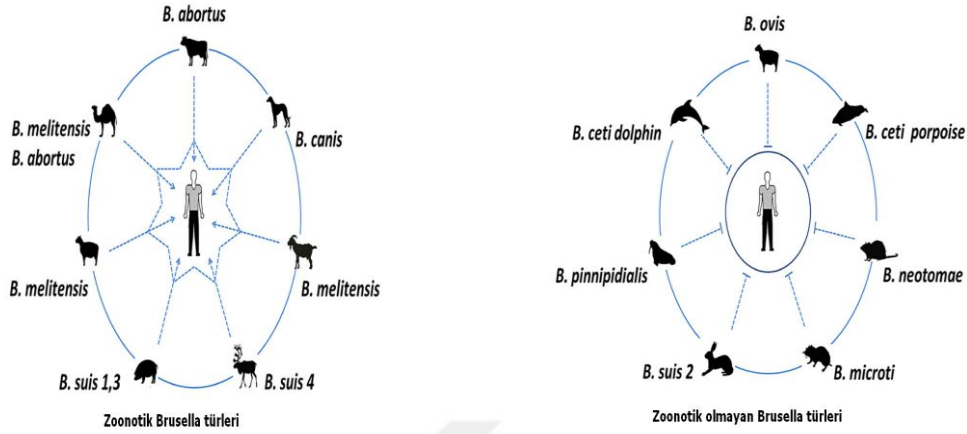 B. abortus
B. canis
B. melitensis
B. abortus
B. melitensis
B. melitensis
B. suis 1,3
B. suis 4
Zoonotik Brusella türleri
B. ovis
B. ceti dolphin
B. ceti porpoise
B. pinnipidialis
B. neotomae
B. suis 2
B. microti
Zoonotik olmayan Brusella türleri